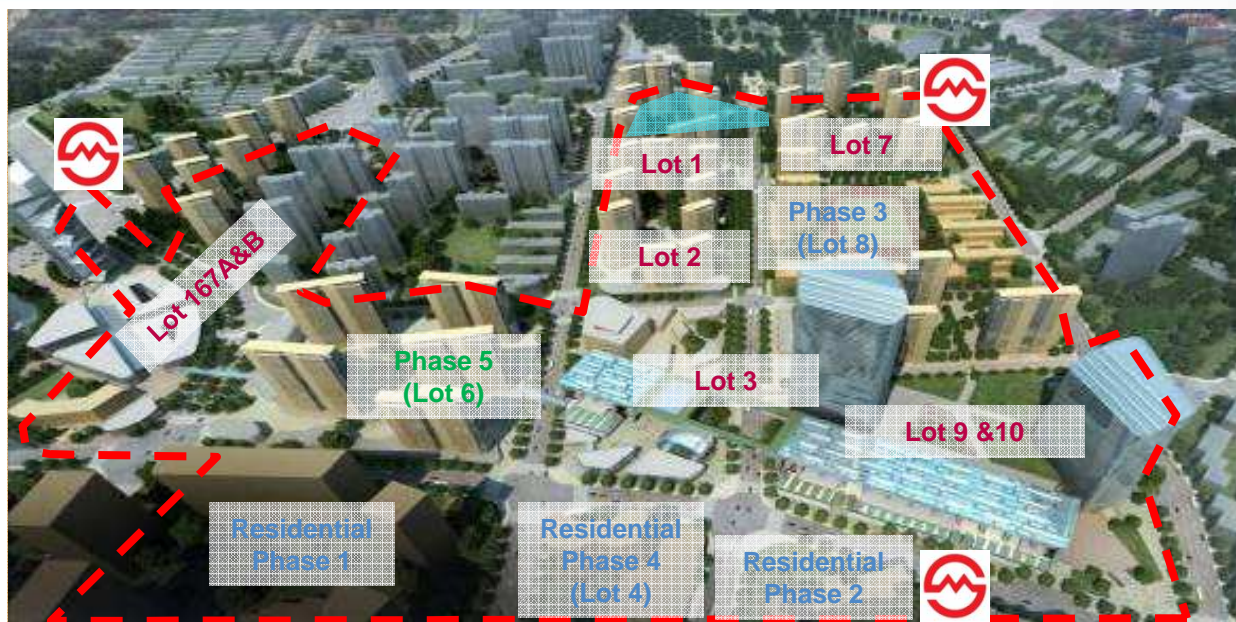 Lot 1
Lot 7
Phase 3
(Lot 8)
Lot 2
Lot 167A&B
Phase 5
(Lot 6)
Lot 3
Lot 9 &10
Residential
Phase 1
Residential
Phase 4
(Lot 4)
Residential
Phase 2